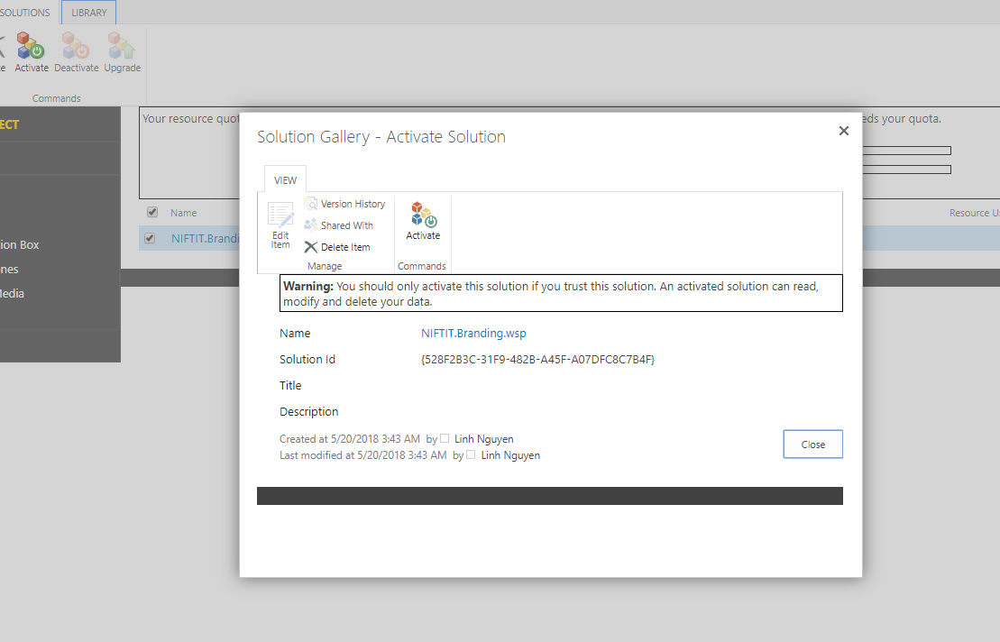 SOLUTIONS
LIBRARY
Activate
Deactivate
Upgrade
Commands
ECT
Your resource quot
eds your quota.
Solution Gallery - Activate Solution
VIEW
Edit
Item
Version History
Shared With
Delete Item
Manage
Activate
Commands
Name
Resource U
NIFTIT.Brandi
ion Box
nes
Media
Warning: You should only activate this solution if you trust this solution. An activated solution can read,
modify and delete your data.
Name NIFTIT.Branding.wsp
Solution Id {528F2B3C-31F9-482B-A45F-A07DFC8C7B4F}
Title
Description
Created at 5/20/2018 3:43 AM by Linh Nguyen
Last modified at 5/20/2018 3:43 AM by Linh Nguyen
Close